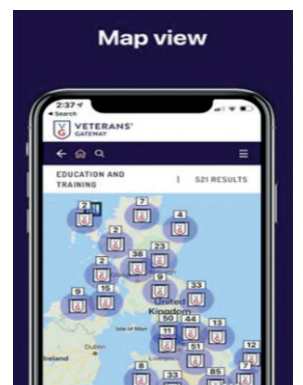 Map view
2:37
Search
VETERANS'
GATEWAY
EDUCATION AND
TRAINING
521 RESULTS
2
7
4
2
23
38
2
9
15
33
9
United
Kingdom
50
44
13
Isle of Man
11
Dublin
51
12
Ireland
8
33
85
7